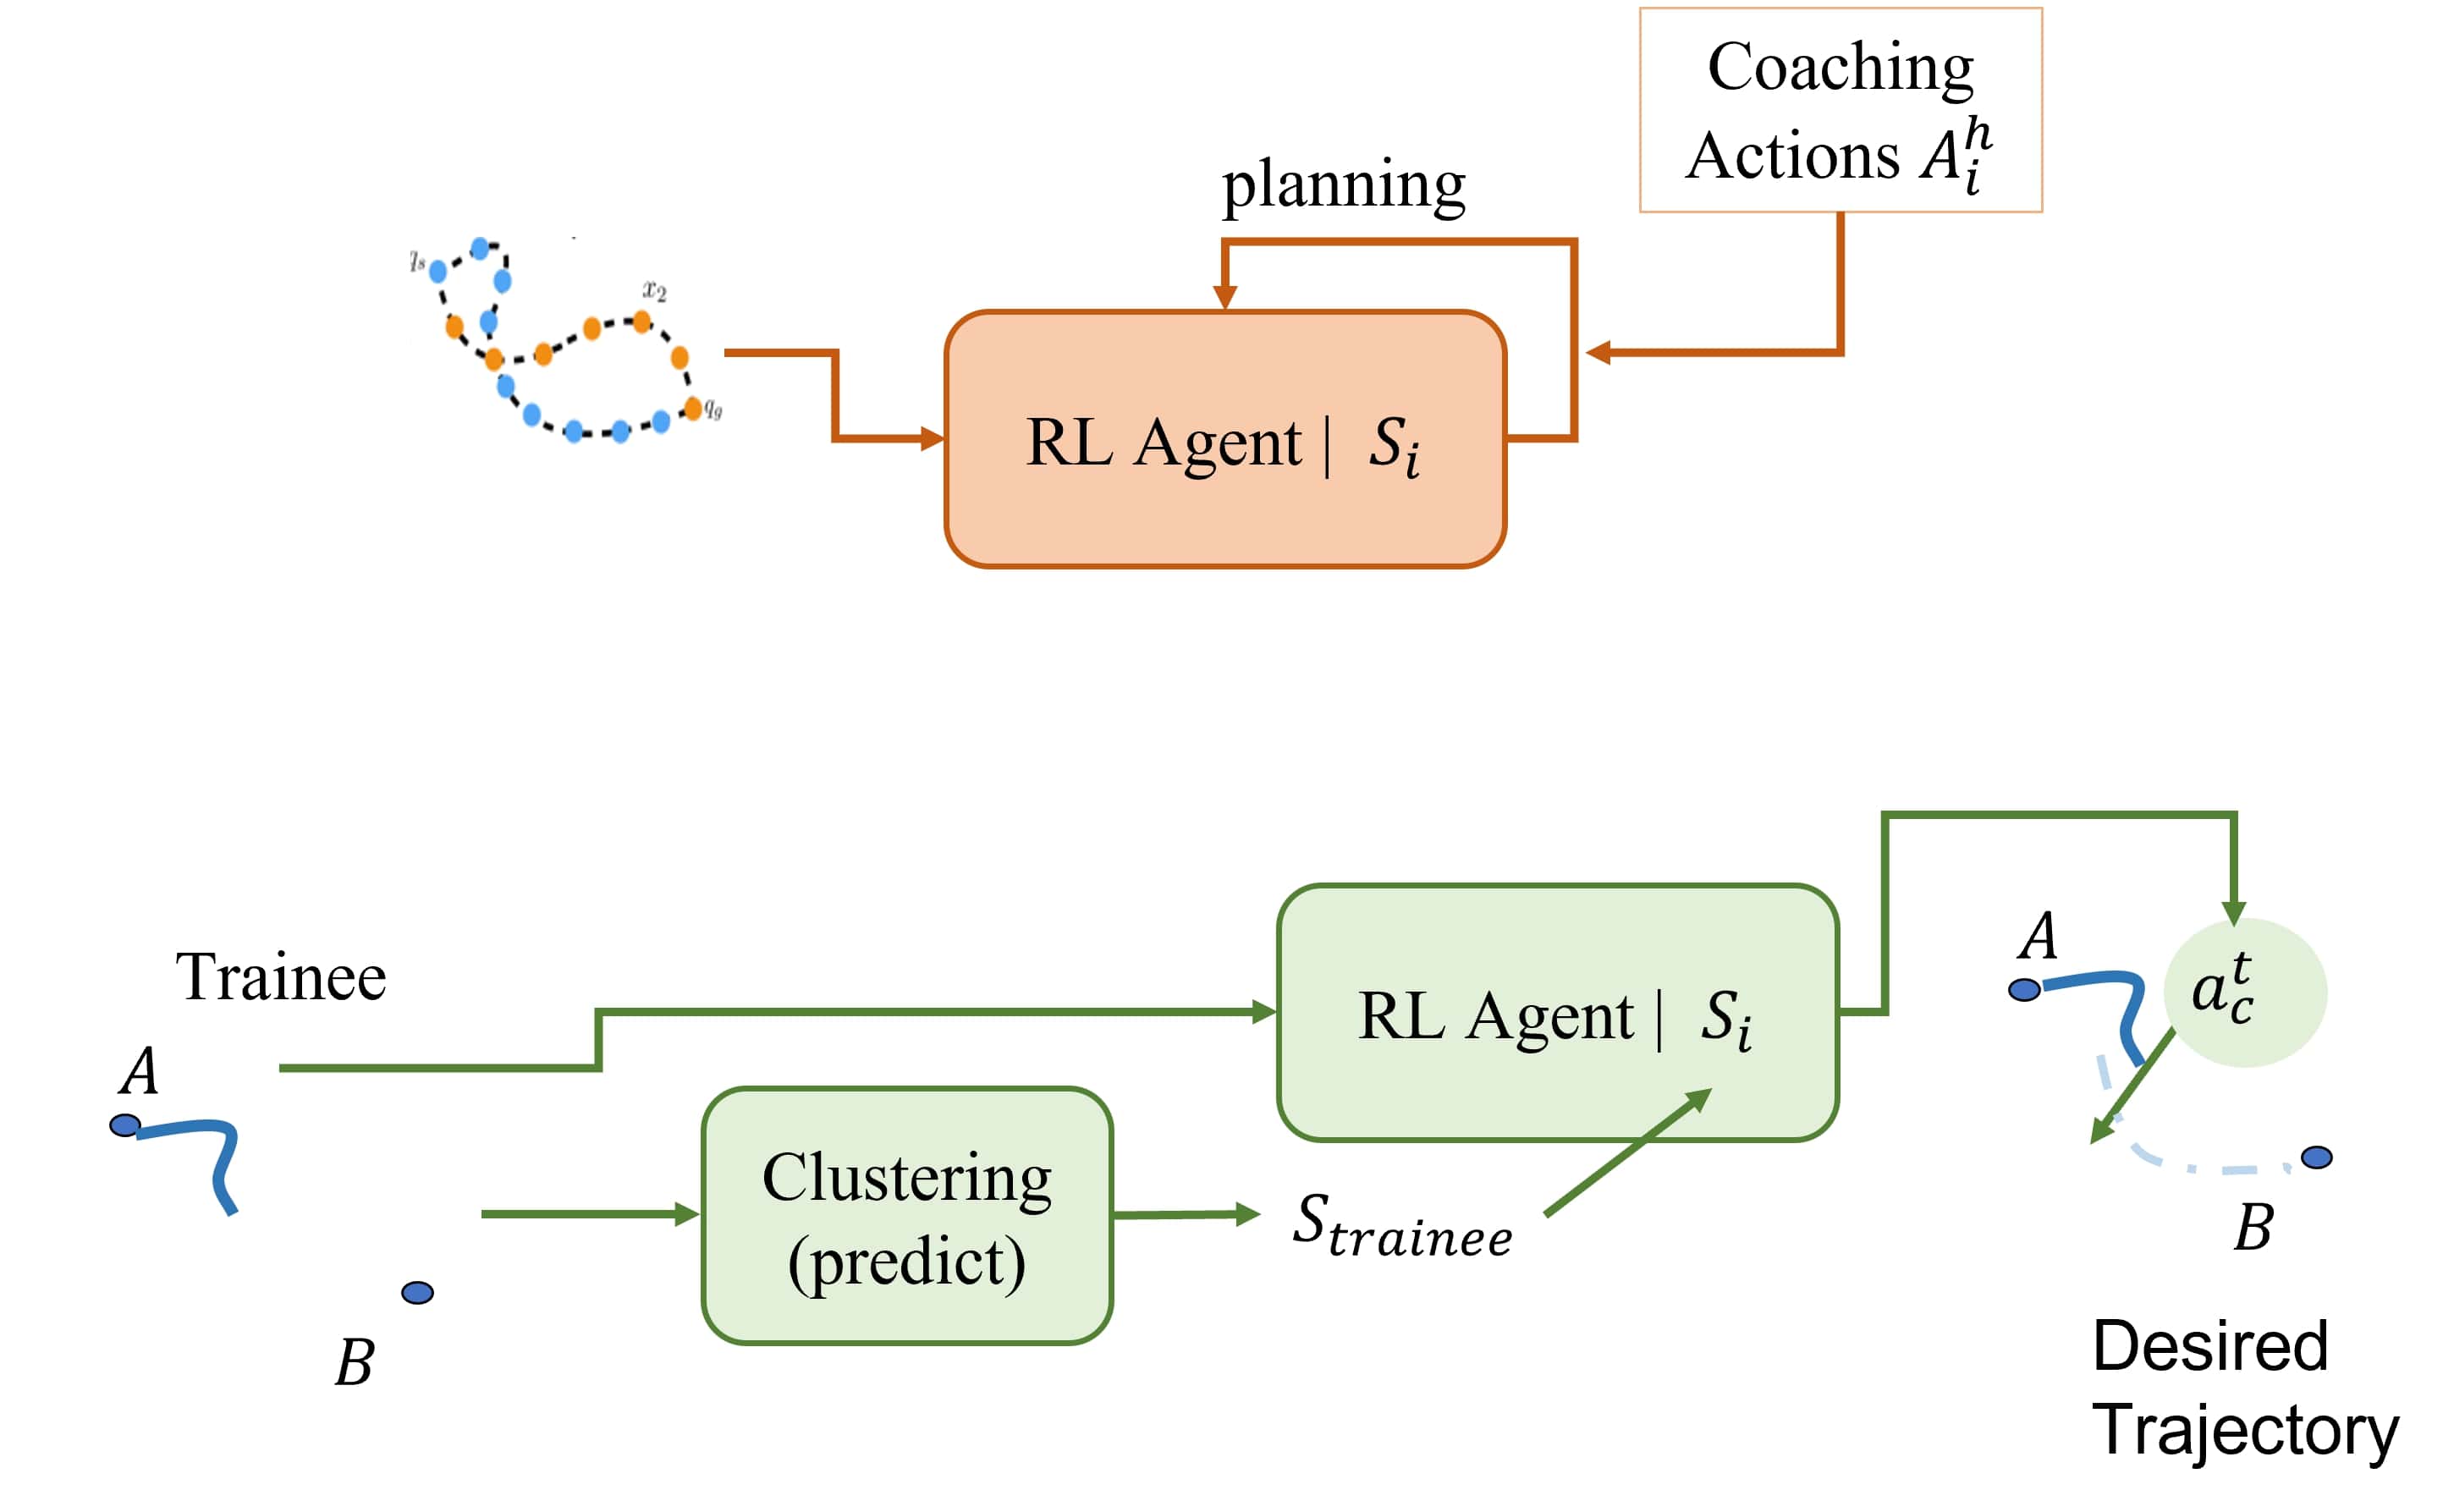 Coaching
Actions $A_i^h$
planning
$q_s$
$x_2$
$q_g$
RL Agent | $S_i$
Trainee
A
B
Clustering
(predict)
$S_{trainee}$
RL Agent | $S_i$
A
$a_c^t$
B
Desired
Trajectory